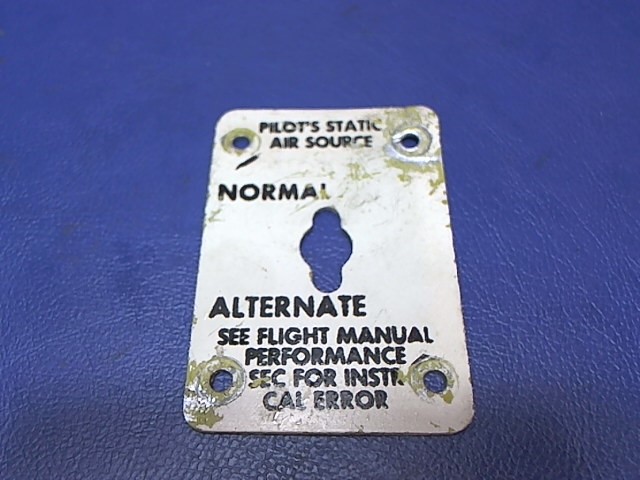 PILOT'S STATIC
AIR SOURCE
NORMAL
ALTERNATE
SEE FLIGHT MANUAL
PERFORMANCE
SEC FOR INSTR.
CAL ERROR